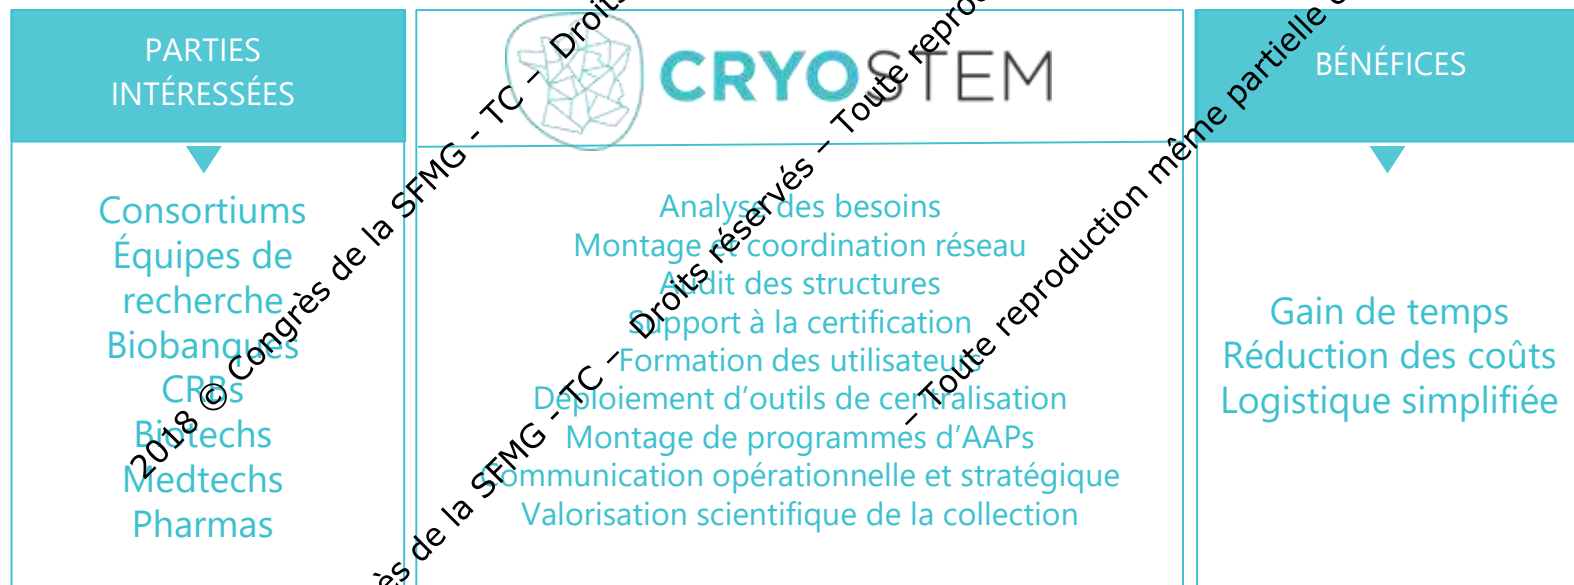 PARTIES
INTÉRESSÉES
Consortiums
Équipes de
recherche
Biobanques
CRBs
Biotechs
Medtechs
Pharmas
CRYOSTEM
Analyse des besoins
Montage et coordination réseau
Audit des structures
Support à la certification
Formation des utilisateurs
Déploiement d'outils de centralisation
Montage de programmes d'AAPs
Communication opérationnelle et stratégique
Valorisation scientifique de la collection
BÉNÉFICES
Gain de temps
Réduction des coûts
Logistique simplifiée
2018 © Congrès de la SFMG - TC – Droits
de la SFMG - TC – Droits réservés – Toute
– Toute reproduction même partielle